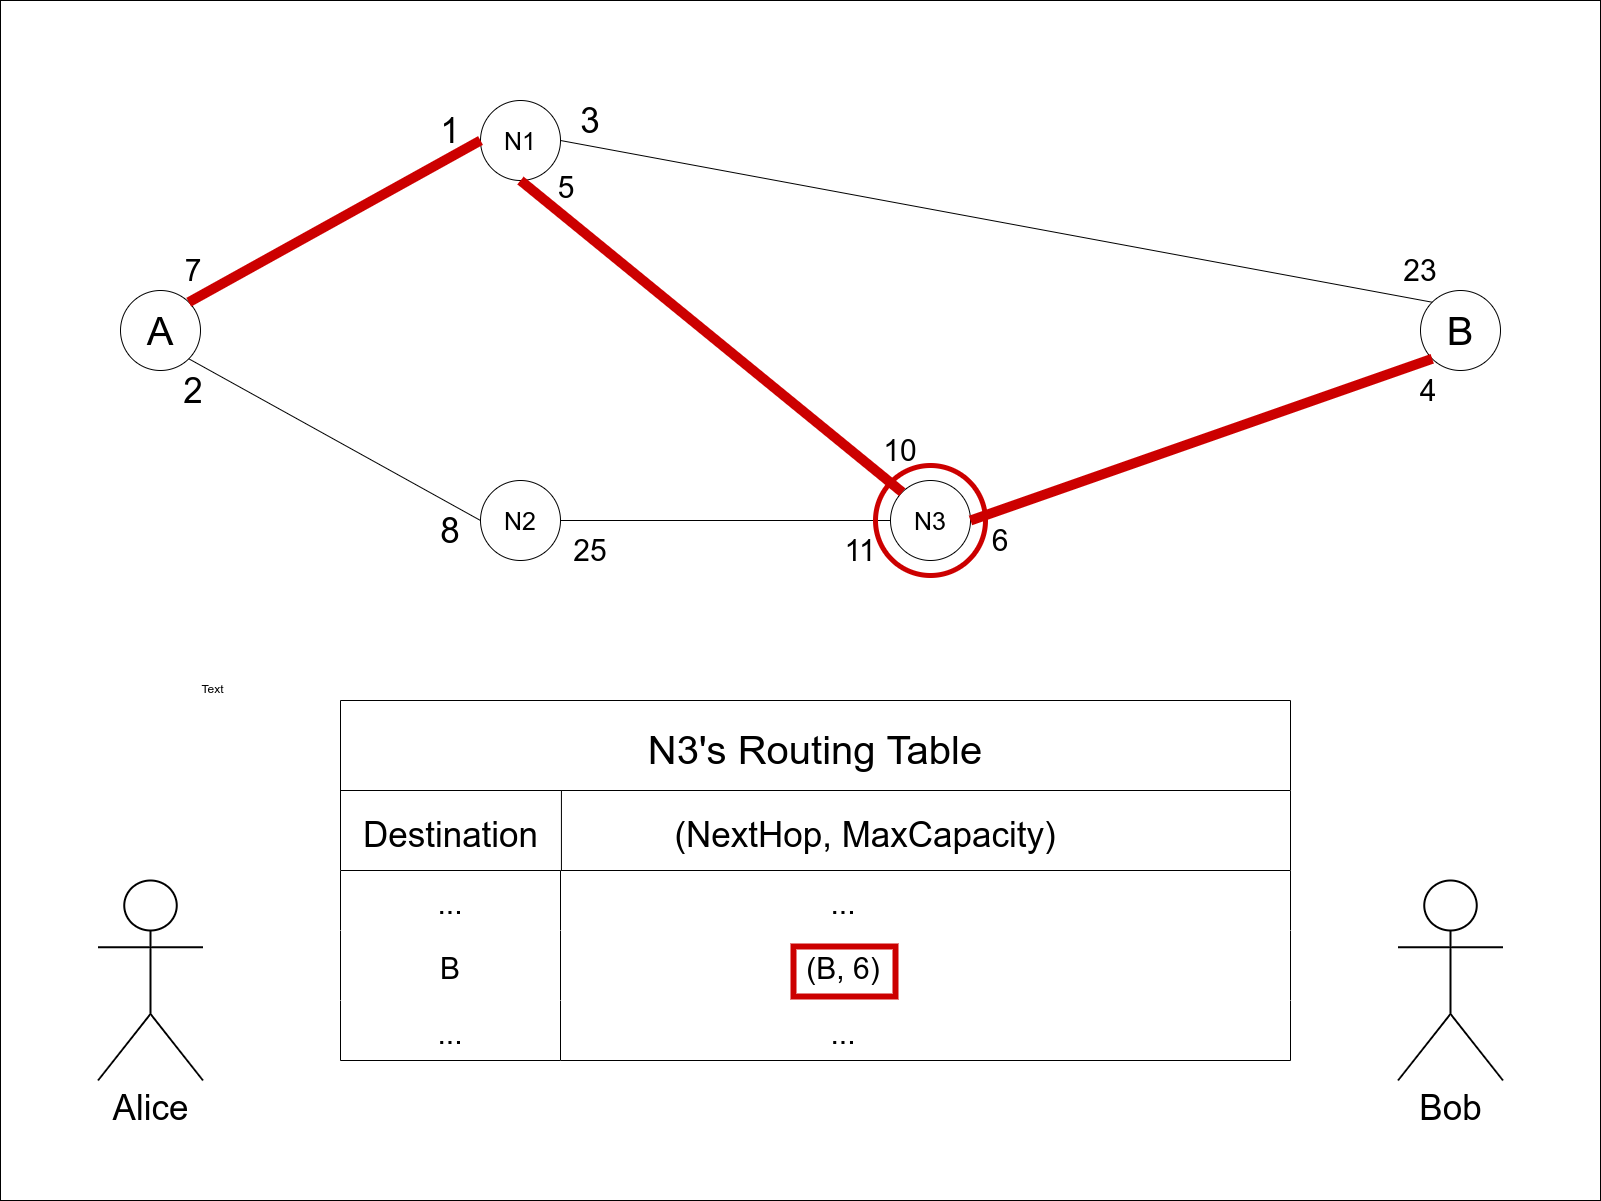 1
N1
3
5
7
23
A
B
2
4
10
8
N2
25
11
N3
6
Text
N3's Routing Table
Destination
(NextHop, MaxCapacity)
...
...
B
(B, 6)
...
...
Alice
Bob